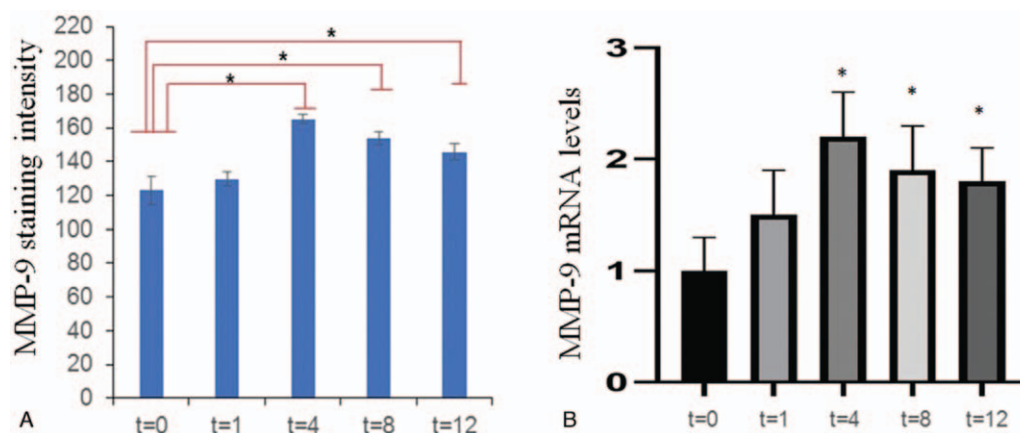 MMP-9 staining intensity
220
200
180
160
140
120
100
80
60
40
20
0
*
*
*
t=0 t=1 t=4 t=8 t=12
A
MMP-9 mRNA levels
3
2
1
0
* * *
t=0 t=1 t=4 t=8 t=12
B